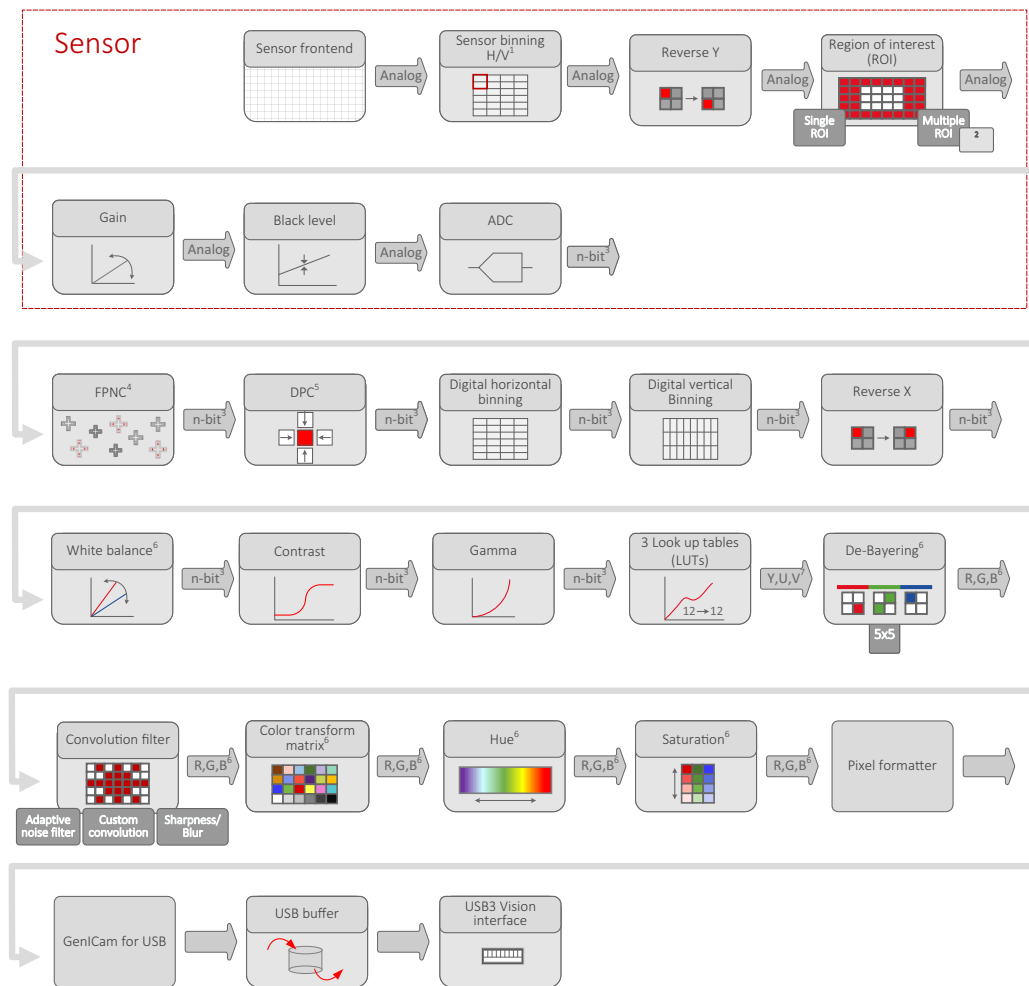 Sensor
Sensor frontend
Analog
Sensor binning
H/V¹
Analog
Reverse Y
Analog
Region of interest
(ROI)
Single
ROI
Multiple
ROI
2
Analog
Gain
Analog
Black level
Analog
ADC
n-bit³
FPNC⁴
n-bit³
DPC⁵
n-bit³
Digital horizontal
binning
n-bit³
Digital vertical
Binning
n-bit³
Reverse X
n-bit³
White balance⁶
n-bit³
Contrast
n-bit³
Gamma
n-bit³
3 Look up tables
(LUTs)
12→12
Y,U,V⁷
De-Bayering⁶
5x5
R,G,B⁶
Convolution filter
Adaptive
noise filter
Custom
convolution
Sharpness/
Blur
R,G,B⁶
Color transform
matrix⁶
R,G,B⁶
Hue⁶
R,G,B⁶
Saturation⁶
R,G,B⁶
Pixel formatter
GenICam for USB
USB buffer
USB3 Vision
interface